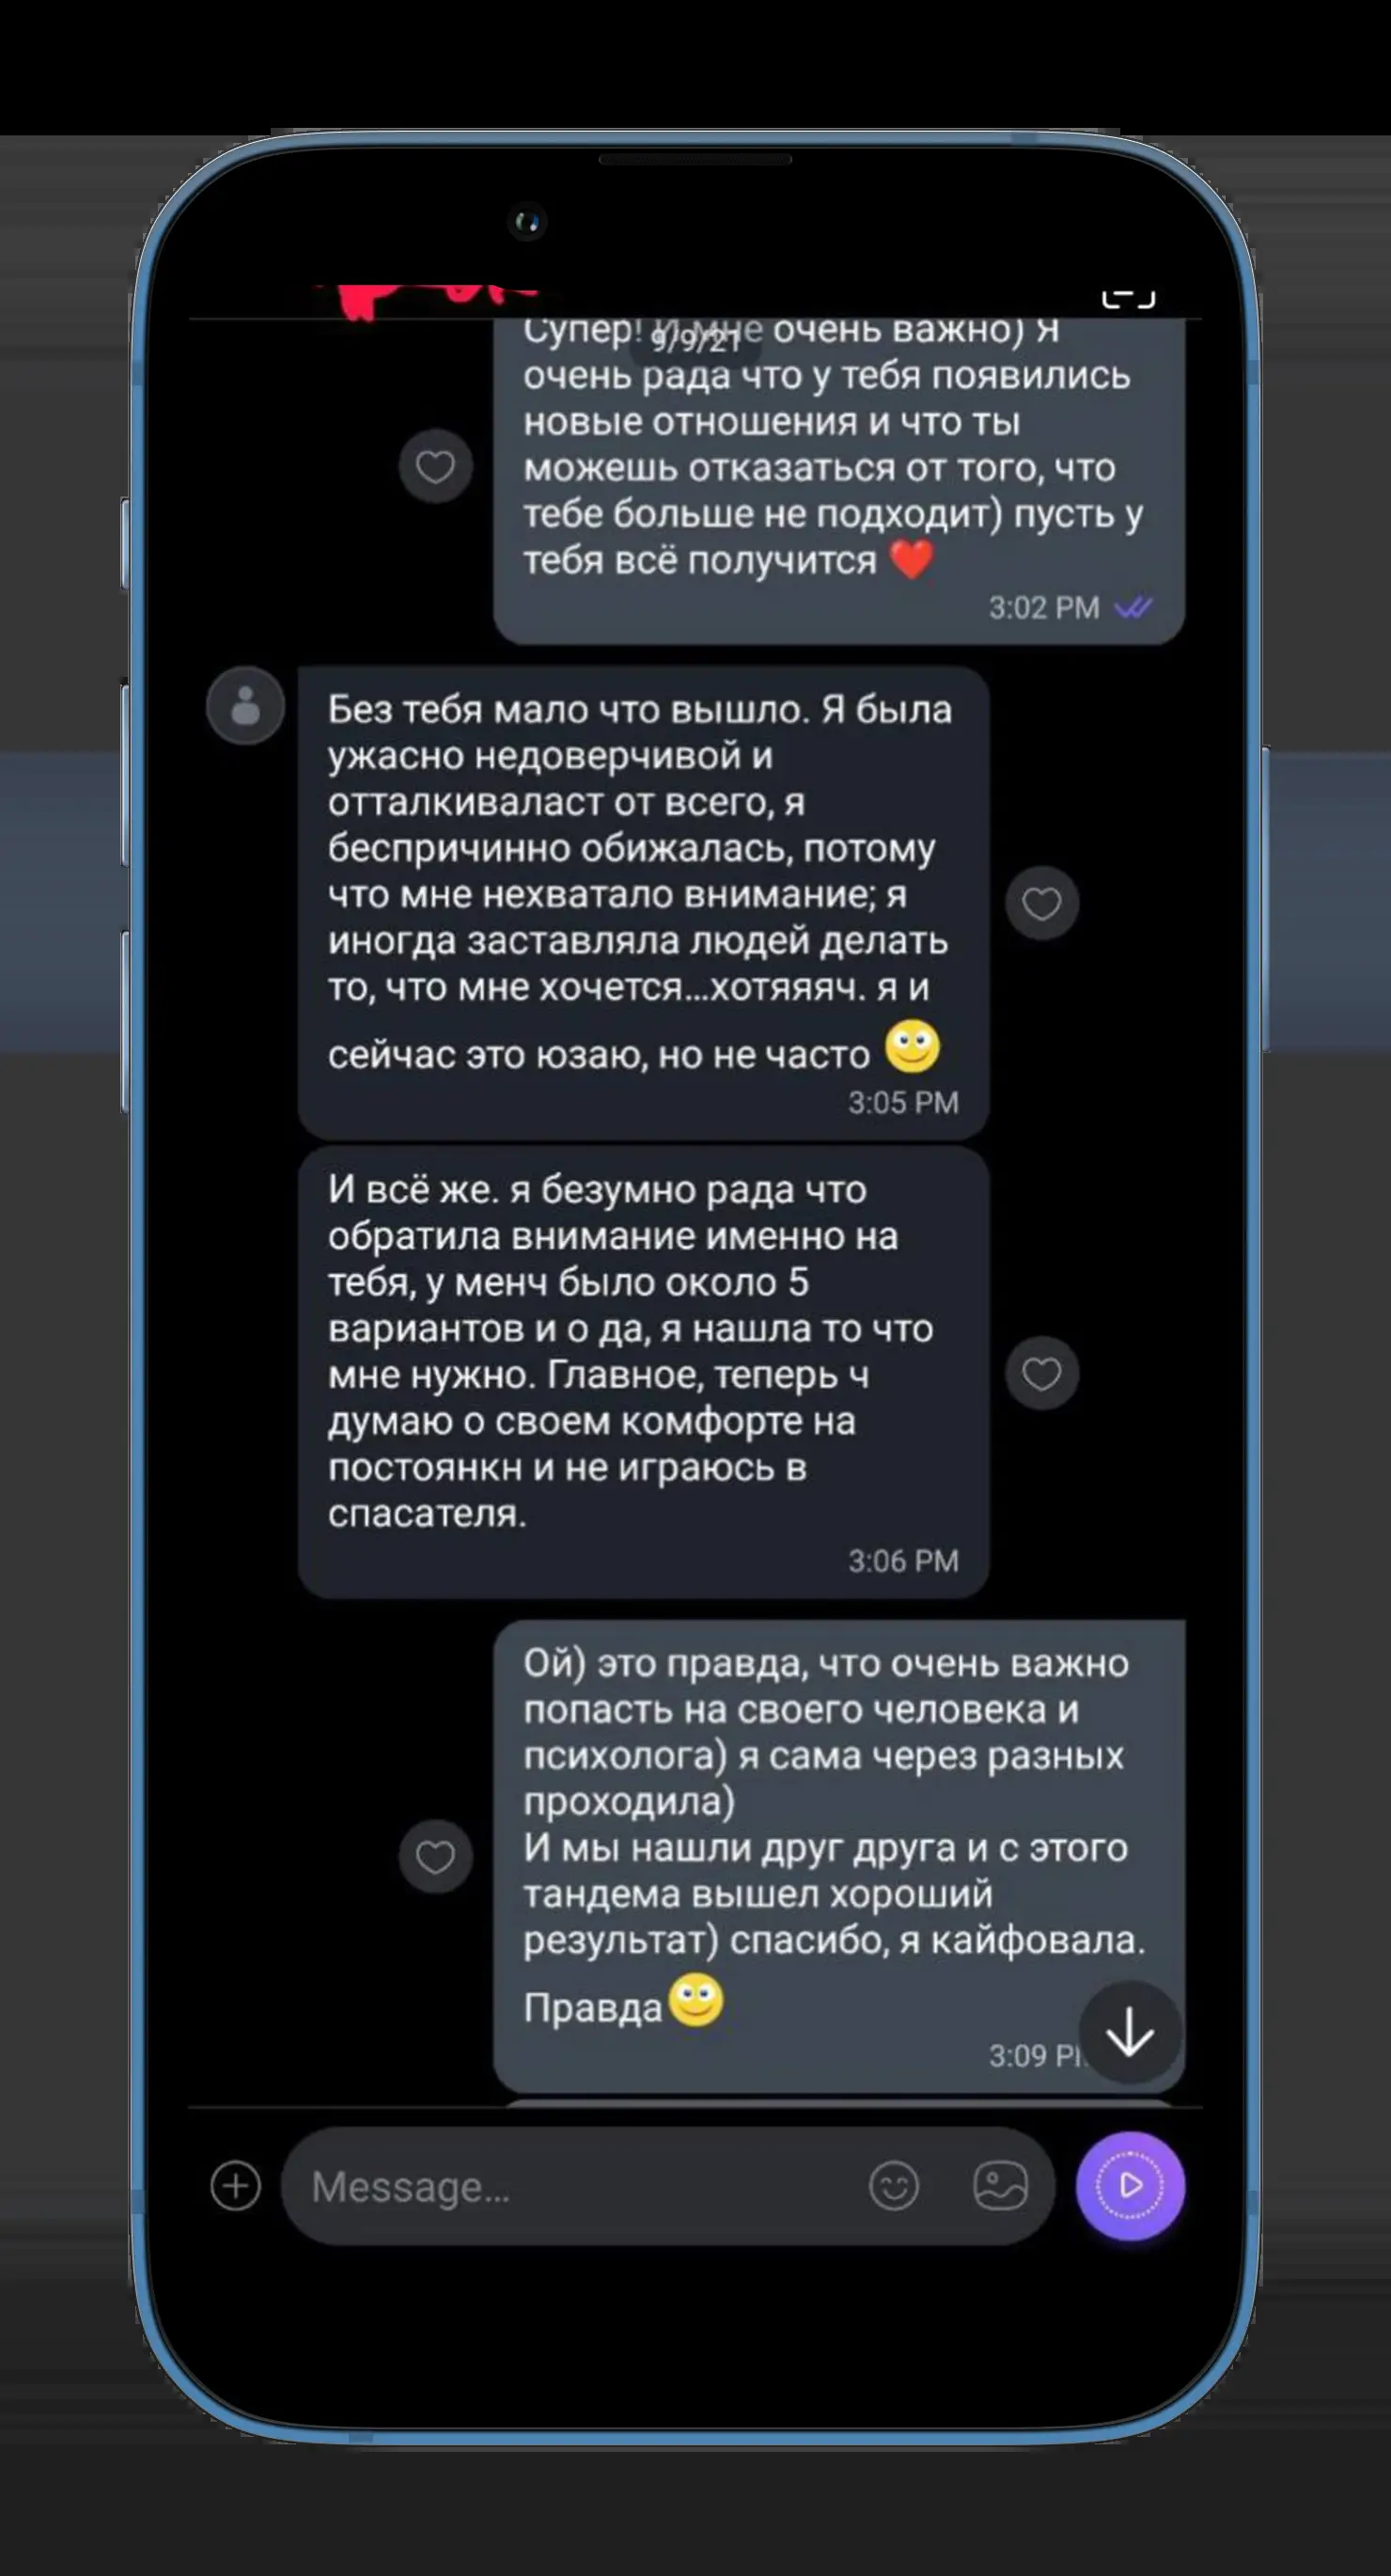 Супер! И мне очень важно) Я
9/9/21
очень рада что у тебя появились
новые отношения и что ты
можешь отказаться от того, что
тебе больше не подходит) пусть у
тебя всё получится ❤️
3:02 PM
Без тебя мало что вышло. Я была
ужасно недоверчивой и
отталкиваласт от всего, я
беспричинно обижалась, потому
что мне нехватало внимание; я
иногда заставляла людей делать
то, что мне хочется...хотяяяч. я и
сейчас это юзаю, но не часто 🙂
3:05 PM
И всё же. я безумно рада что
обратила внимание именно на
тебя, у менч было около 5
вариантов и о да, я нашла то что
мне нужно. Главное, теперь ч
думаю о своем комфорте на
постоянкн и не играюсь в
спасателя.
3:06 PM
Ой) это правда, что очень важно
попасть на своего человека и
психолога) я сама через разных
проходила)
И мы нашли друг друга и с этого
тандема вышел хороший
результат) спасибо, я кайфовала.
Правда🙂
3:09 P
Message...